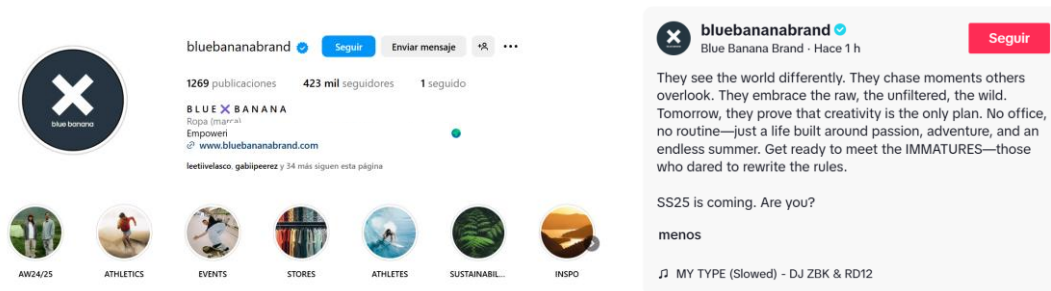 bluebananabrand
Seguir
Enviar mensaje
1269 publicaciones 423 mil seguidores 1 seguido
BLUE X BANANA
Ropa
Empoweri
www.bluebananabrand.com
leetiivelasco, gabiipeerez y 34 más siguen esta página
blue banana
AW24/25
ATHLETICS
EVENTS
STORES
ATHLETES
SUSTAINABIL...
INSPO
bluebananabrand
Blue Banana Brand · Hace 1 h
Seguir
They see the world differently. They chase moments others
overlook. They embrace the raw, the unfiltered, the wild.
Tomorrow, they prove that creativity is the only plan. No office,
no routine—just a life built around passion, adventure, and an
endless summer. Get ready to meet the IMMATURES—those
who dared to rewrite the rules.
SS25 is coming. Are you?
menos
MY TYPE (Slowed) - DJ ZBK & RD12